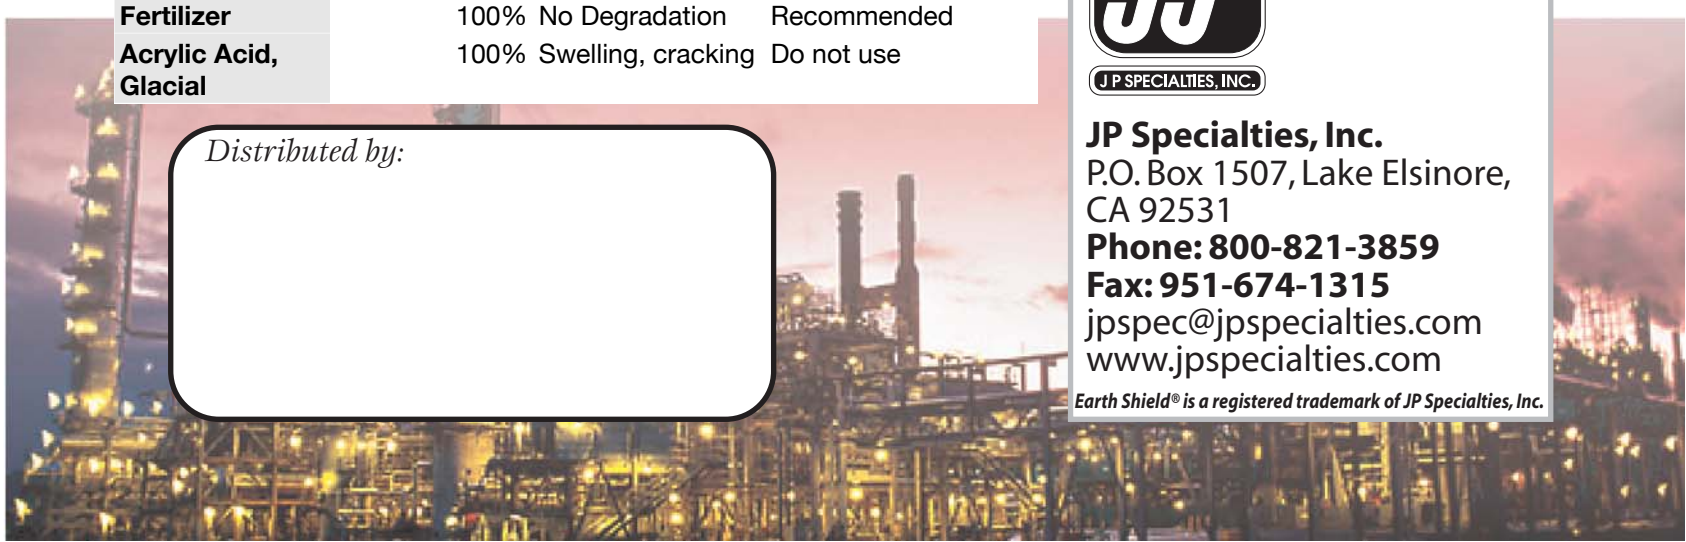 Fertilizer 100% No Degradation Recommended
Acrylic Acid, 100% Swelling, cracking Do not use
Glacial
Distributed by:
JJ
J P SPECIALTIES, INC.
JP Specialties, Inc.
P.O. Box 1507, Lake Elsinore,
CA 92531
Phone: 800-821-3859
Fax: 951-674-1315
jpspec@jpspecialties.com
www.jpspecialties.com
Earth Shield® is a registered trademark of JP Specialties, Inc.